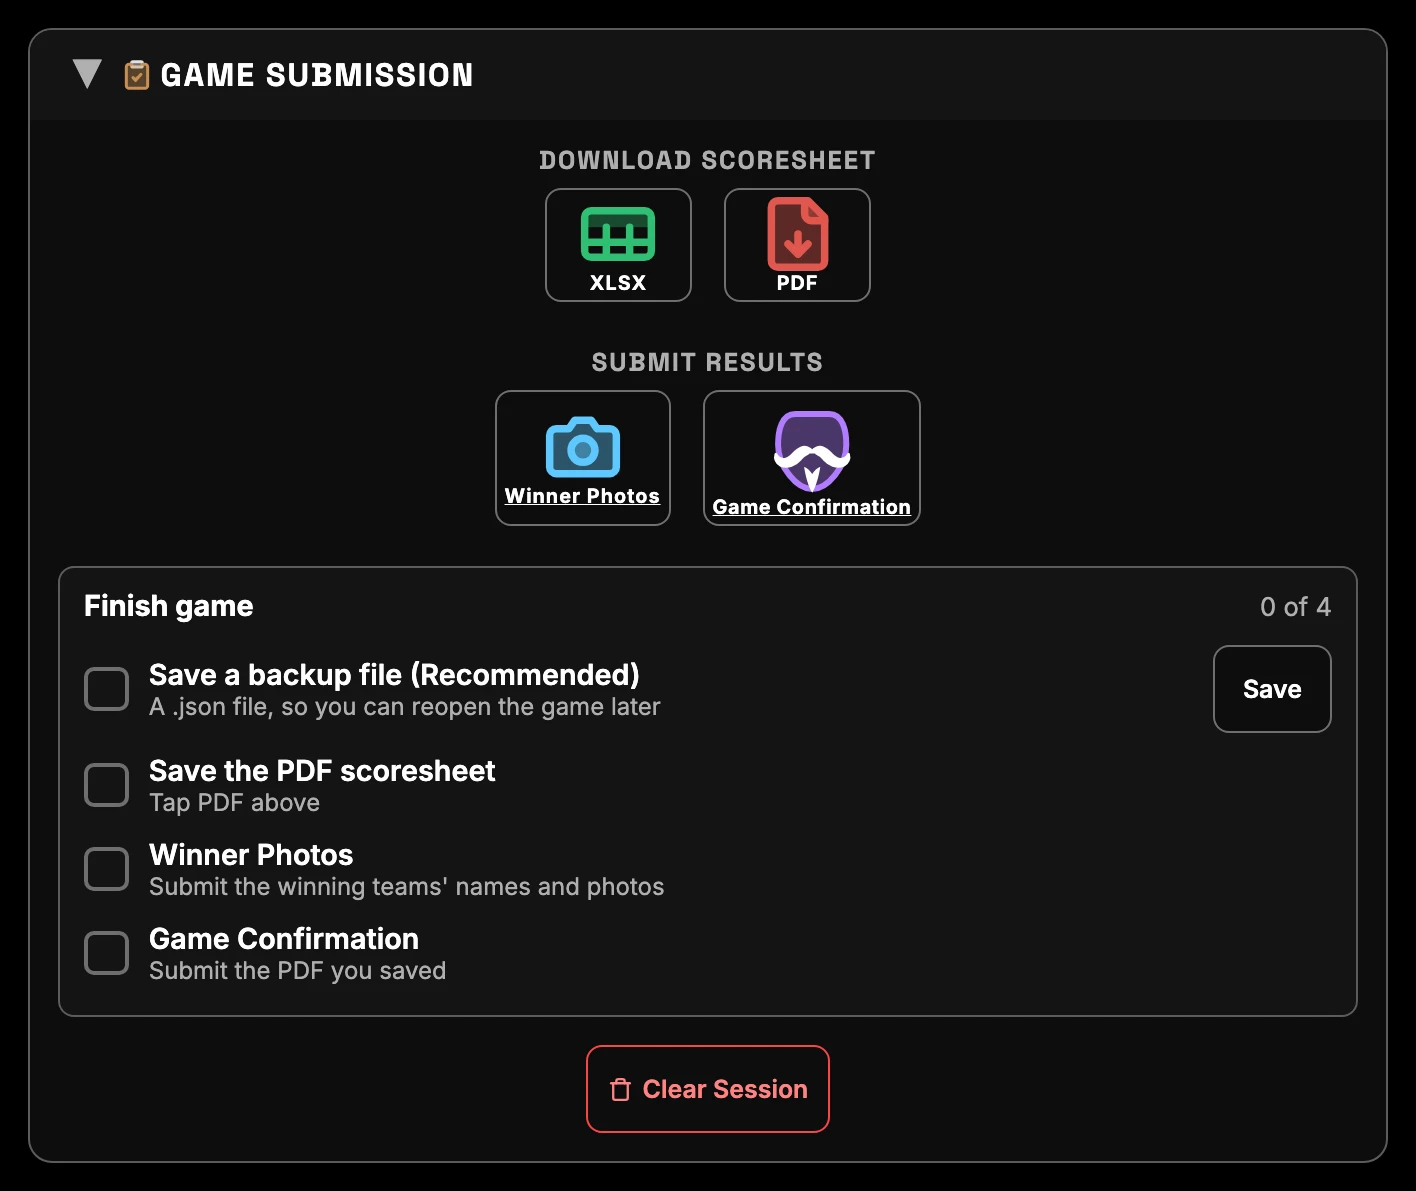 GAME SUBMISSION
DOWNLOAD SCORESHEET
XLSX
PDF
SUBMIT RESULTS
Winner Photos
Game Confirmation
Finish game
0 of 4
Save a backup file (Recommended)
A .json file, so you can reopen the game later
Save
Save the PDF scoresheet
Tap PDF above
Winner Photos
Submit the winning teams' names and photos
Game Confirmation
Submit the PDF you saved
Clear Session